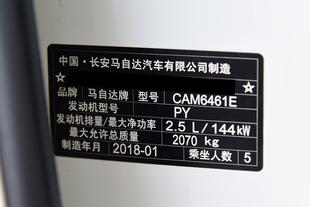 中国·长安马自达汽车有限公司制造
品牌 马自达牌 型号 CAM6461E
发动机型号 PY
发动机排量/最大净功率 2.5 L/144kW
最大允许总质量 2070 kg
制造年月 2018-01 乘坐人数 5